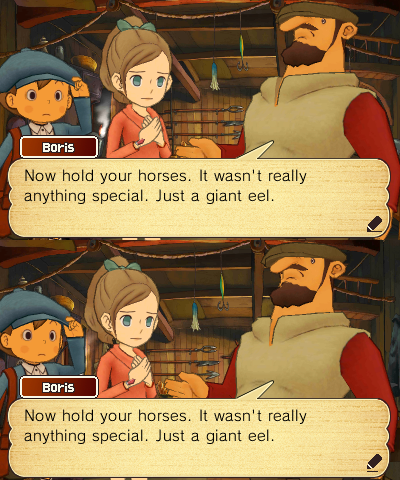 Boris
Now hold your horses. It wasn't really
anything special. Just a giant eel.
Boris
Now hold your horses. It wasn't really
anything special. Just a giant eel.